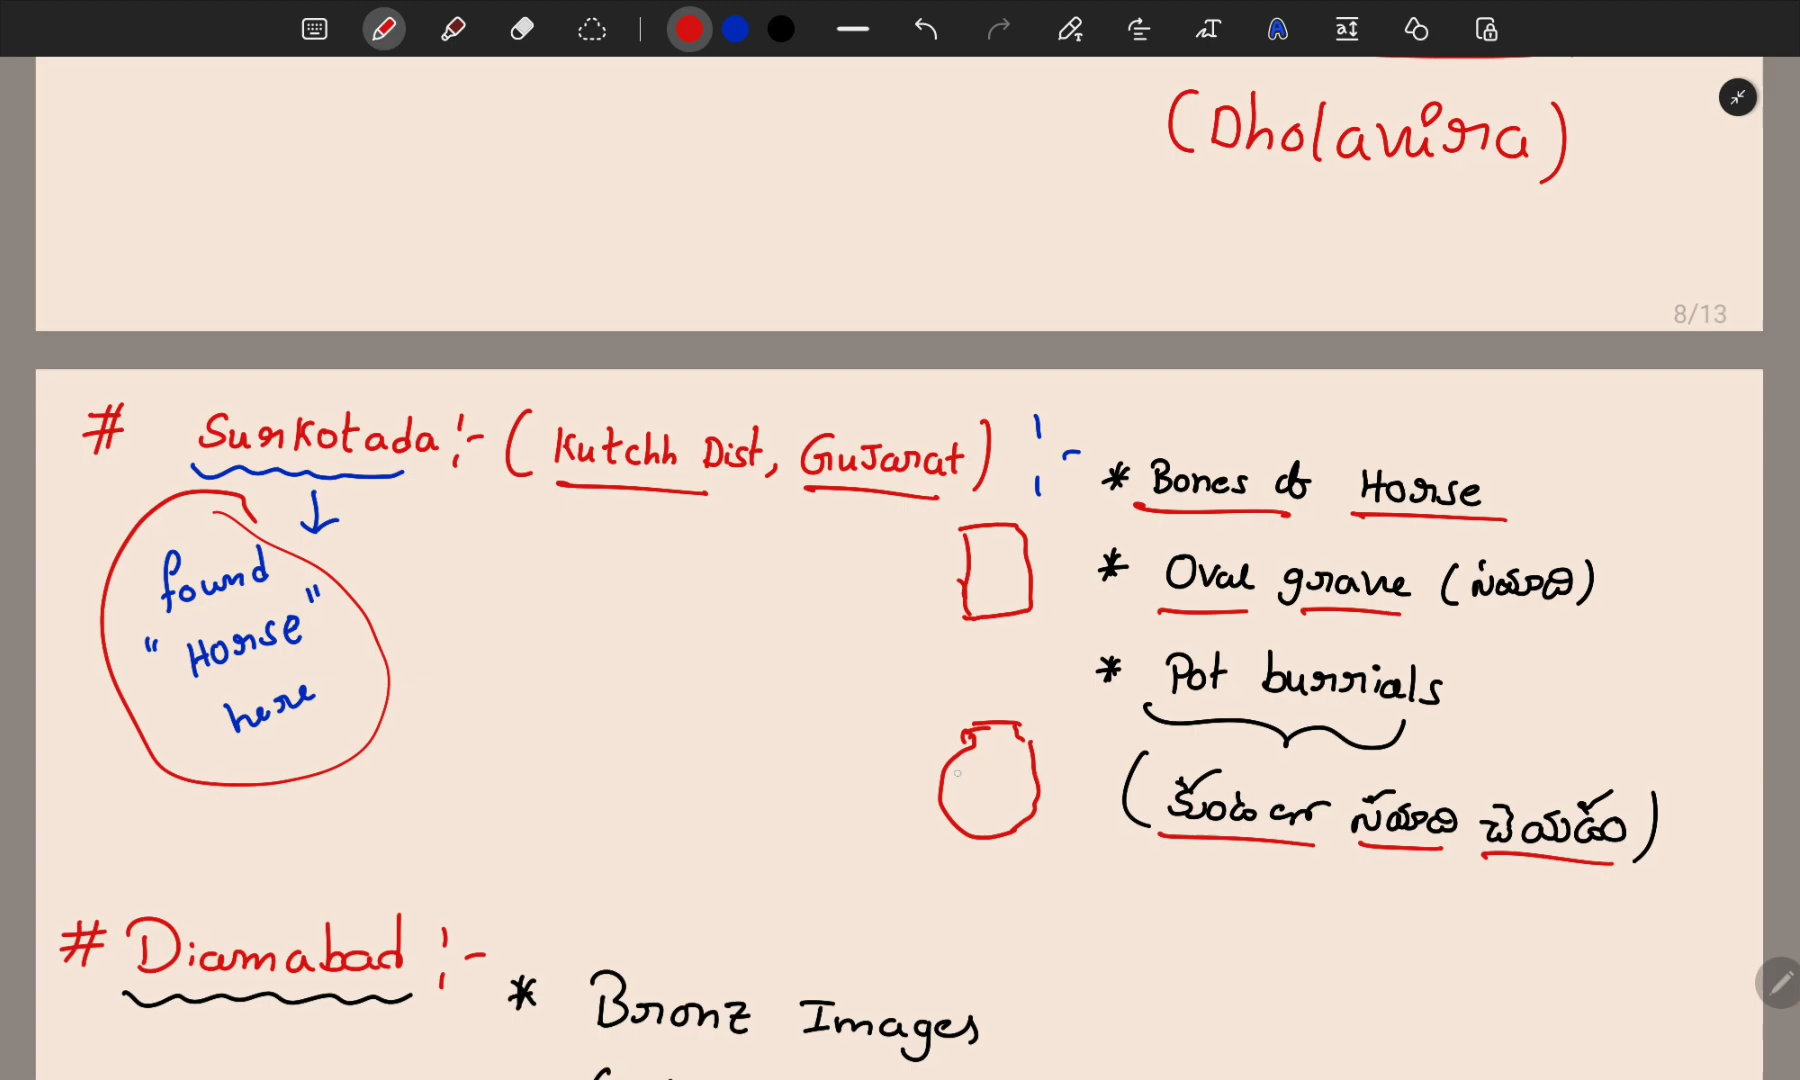 (Dholavira)
8/13
# Surkotada :- (Kutchh Dist, Gujarat) :-
* Bones of Horse
found
"Horse"
here
* Oval grave (సమాది)
* Pot burrials
(కుండలో సమాది చెయడం)
# Diamabad :-
* Bronz Images